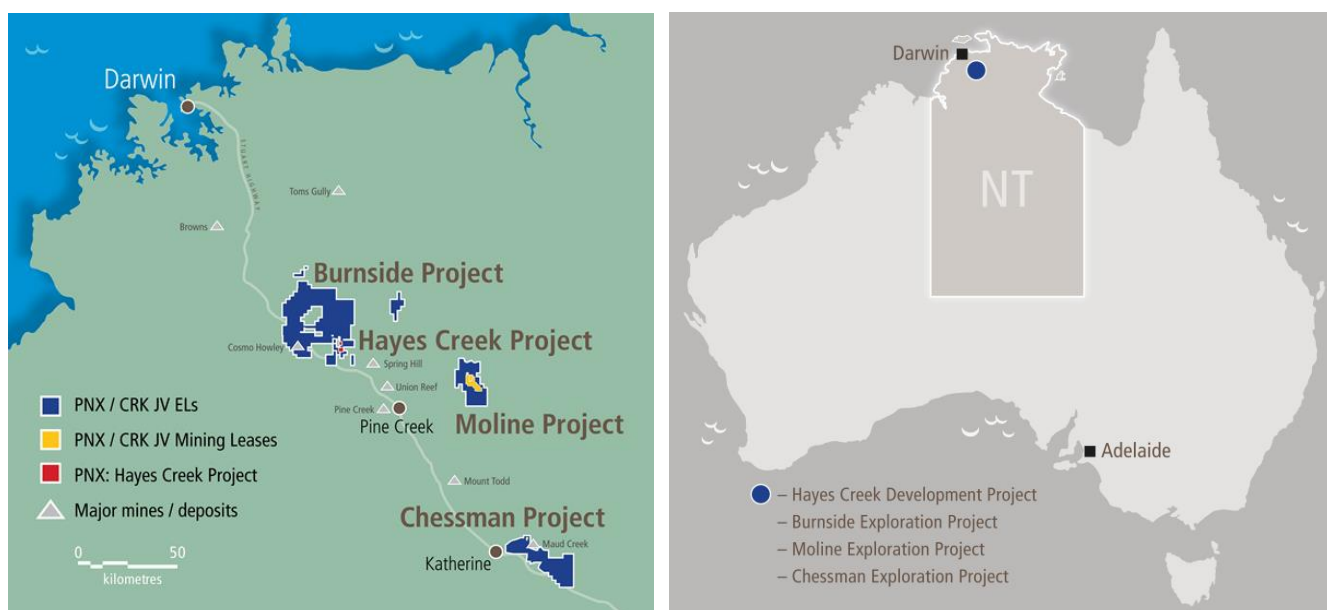 Darwin
STUART HIGHWAY
Toms Gully
Browns
Burnside Project
Hayes Creek Project
Cosmo Howley
Spring Hill
Union Reef
Pine Creek
Pine Creek
Moline Project
Mount Todd
Chessman Project
Maud Creek
Katherine
PNX / CRK JV ELs
PNX / CRK JV Mining Leases
PNX: Hayes Creek Project
Major mines / deposits
0 50
kilometres
Darwin
NT
Adelaide
– Hayes Creek Development Project
– Burnside Exploration Project
– Moline Exploration Project
– Chessman Exploration Project